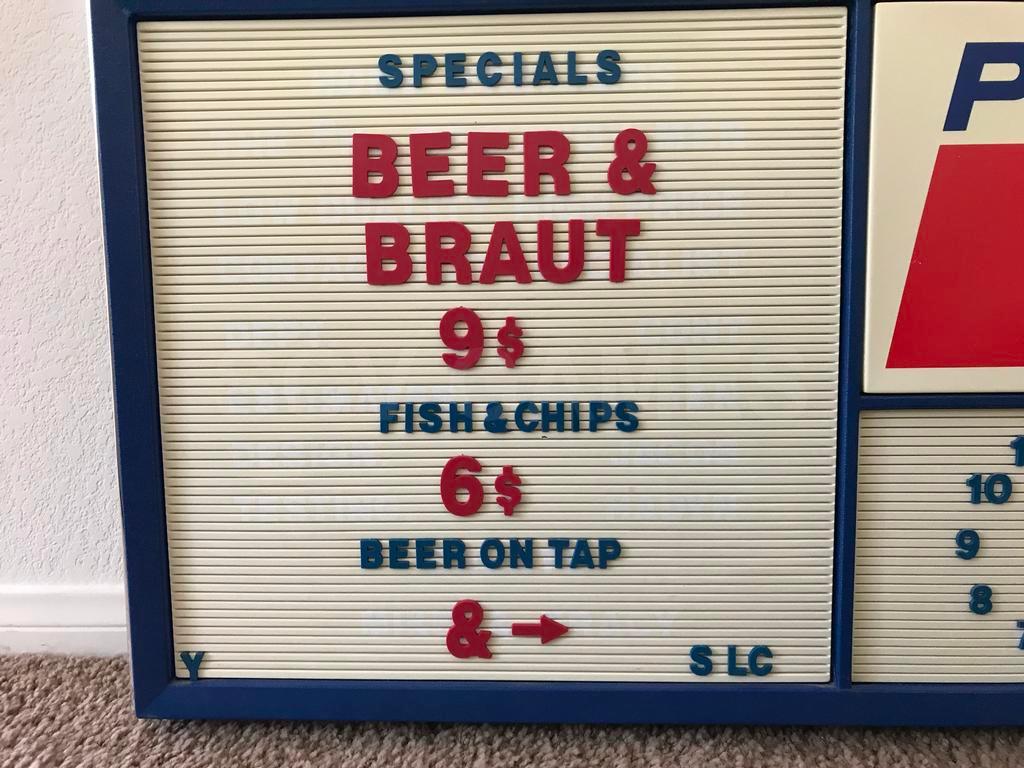 SPECIALS
BEER &
BRAUT
9$
FISH & CHIPS
6$
BEER ON TAP
& →
Y
SLC
P
10
9
8